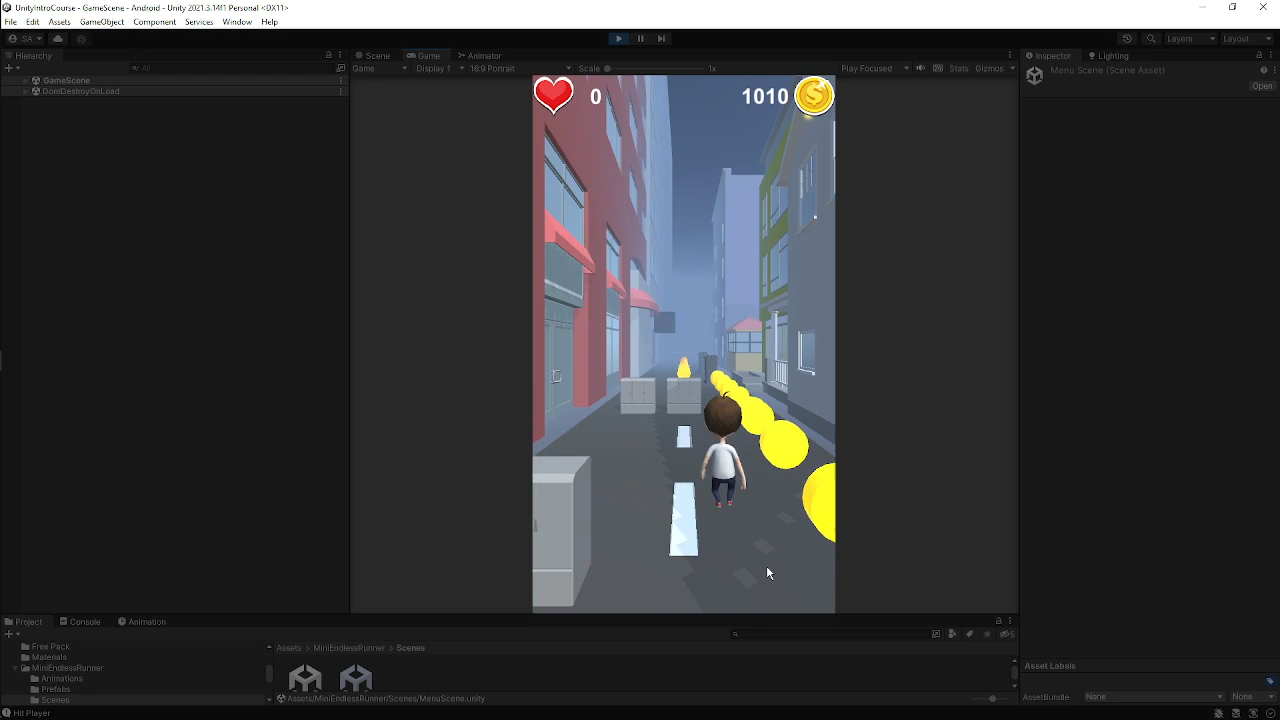 UnityIntroCourse - GameScene - Android - Unity 2021.3.14f1 Personal <DX11>
File Edit Assets GameObject Component Services Window Help
SA Layers Layout
Hierarchy Scene Game Animator Inspector Lighting
All Game Display 1 16:9 Portrait Scale 1x Play Focused Stats Gizmos Menu Scene (Scene Asset)
GameScene Open
DontDestroyOnLoad
0 1010
$
Project Console Animation
5
Free Pack Assets > MiniEndlessRunner > Scenes
Materials
MiniEndlessRunner Asset Labels
Animations
Prefabs
Scenes Assets/MiniEndlessRunner/Scenes/MenuScene.unity AssetBundle None None
Hit Player